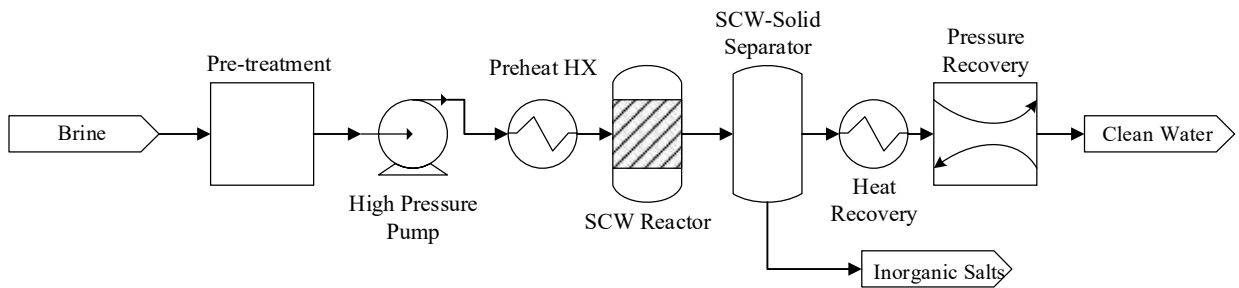 Brine
Pre-treatment
High Pressure
Pump
Preheat HX
SCW Reactor
SCW-Solid
Separator
Heat
Recovery
Pressure
Recovery
Clean Water
Inorganic Salts